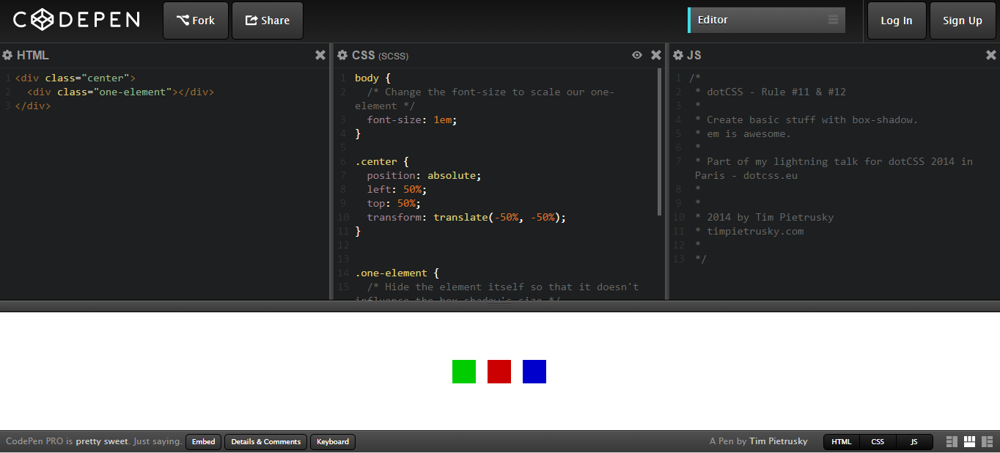 CODEPEN
Fork
Share
Editor
Log In
Sign Up
HTML
1 <div class="center">
2 <div class="one-element"></div>
3 </div>
CSS (SCSS)
1 body {
2 /* Change the font-size to scale our one-
element */
3 font-size: 1em;
4 }
5
6 .center {
7 position: absolute;
8 left: 50%;
9 top: 50%;
10 transform: translate(-50%, -50%);
11 }
12
13
14 .one-element {
15 /* Hide the element itself so that it doesn't
influence the box-shadow's size */
JS
1 /*
2 * dotCSS - Rule #11 & #12
3 *
4 * Create basic stuff with box-shadow.
5 * em is awesome.
6 *
7 * Part of my lightning talk for dotCSS 2014 in
Paris - dotcss.eu
8 *
9 *
10 * 2014 by Tim Pietrusky
11 * timpietrusky.com
12 *
13 */
CodePen PRO is pretty sweet. Just saying.
Embed
Details & Comments
Keyboard
A Pen by Tim Pietrusky
HTML
CSS
JS